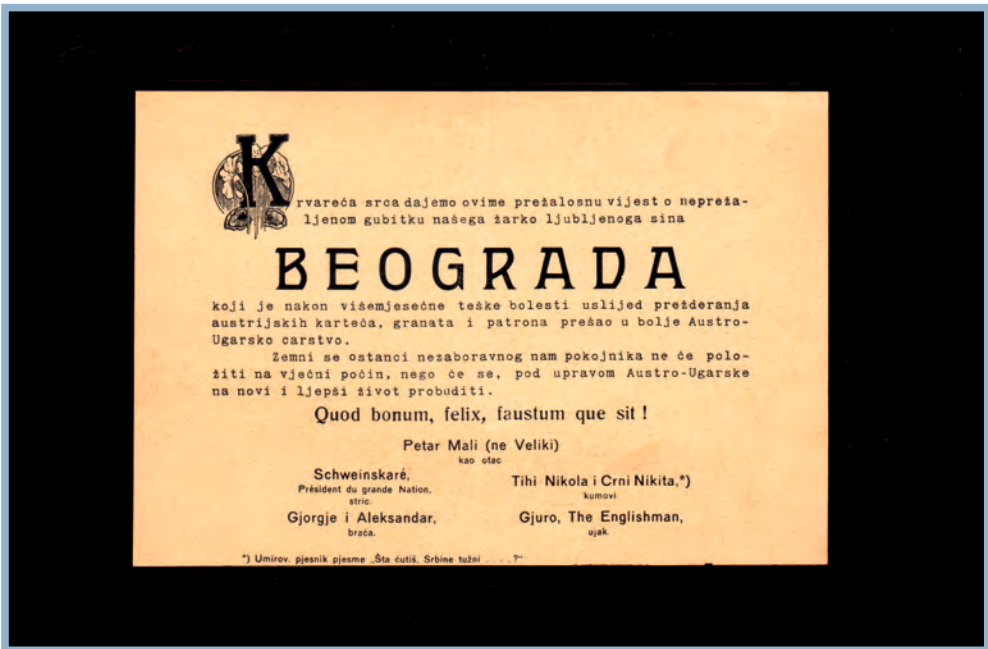 Krvareća srca dajemo ovime prežalosnu vijest o nepreža-
ljenom gubitku našega žarko ljubljenoga sina
BEOGRADA
koji je nakon višemjesečne teške bolesti uslijed prežderanja
austrijskih karteća, granata i patrona prešao u bolje Austro-
Ugarsko carstvo.
Zemni se ostanci nezaboravnog nam pokojnika ne će polo-
žiti na vječni počin, nego će se, pod upravom Austro-Ugarske
na novi i ljepši život probuditi.
Quod bonum, felix, faustum que sit !
Petar Mali (ne Veliki)
kao otac
Schweinskaré,
Président du grande Nation,
stric.
Tihi Nikola i Crni Nikita,*)
kumovi.
Gjorgje i Aleksandar,
braća.
Gjuro, The Englishman,
ujak.
*) Umirov. pjesnik pjesme „Šta ćutiš, Srbine tužni . . . . ?“